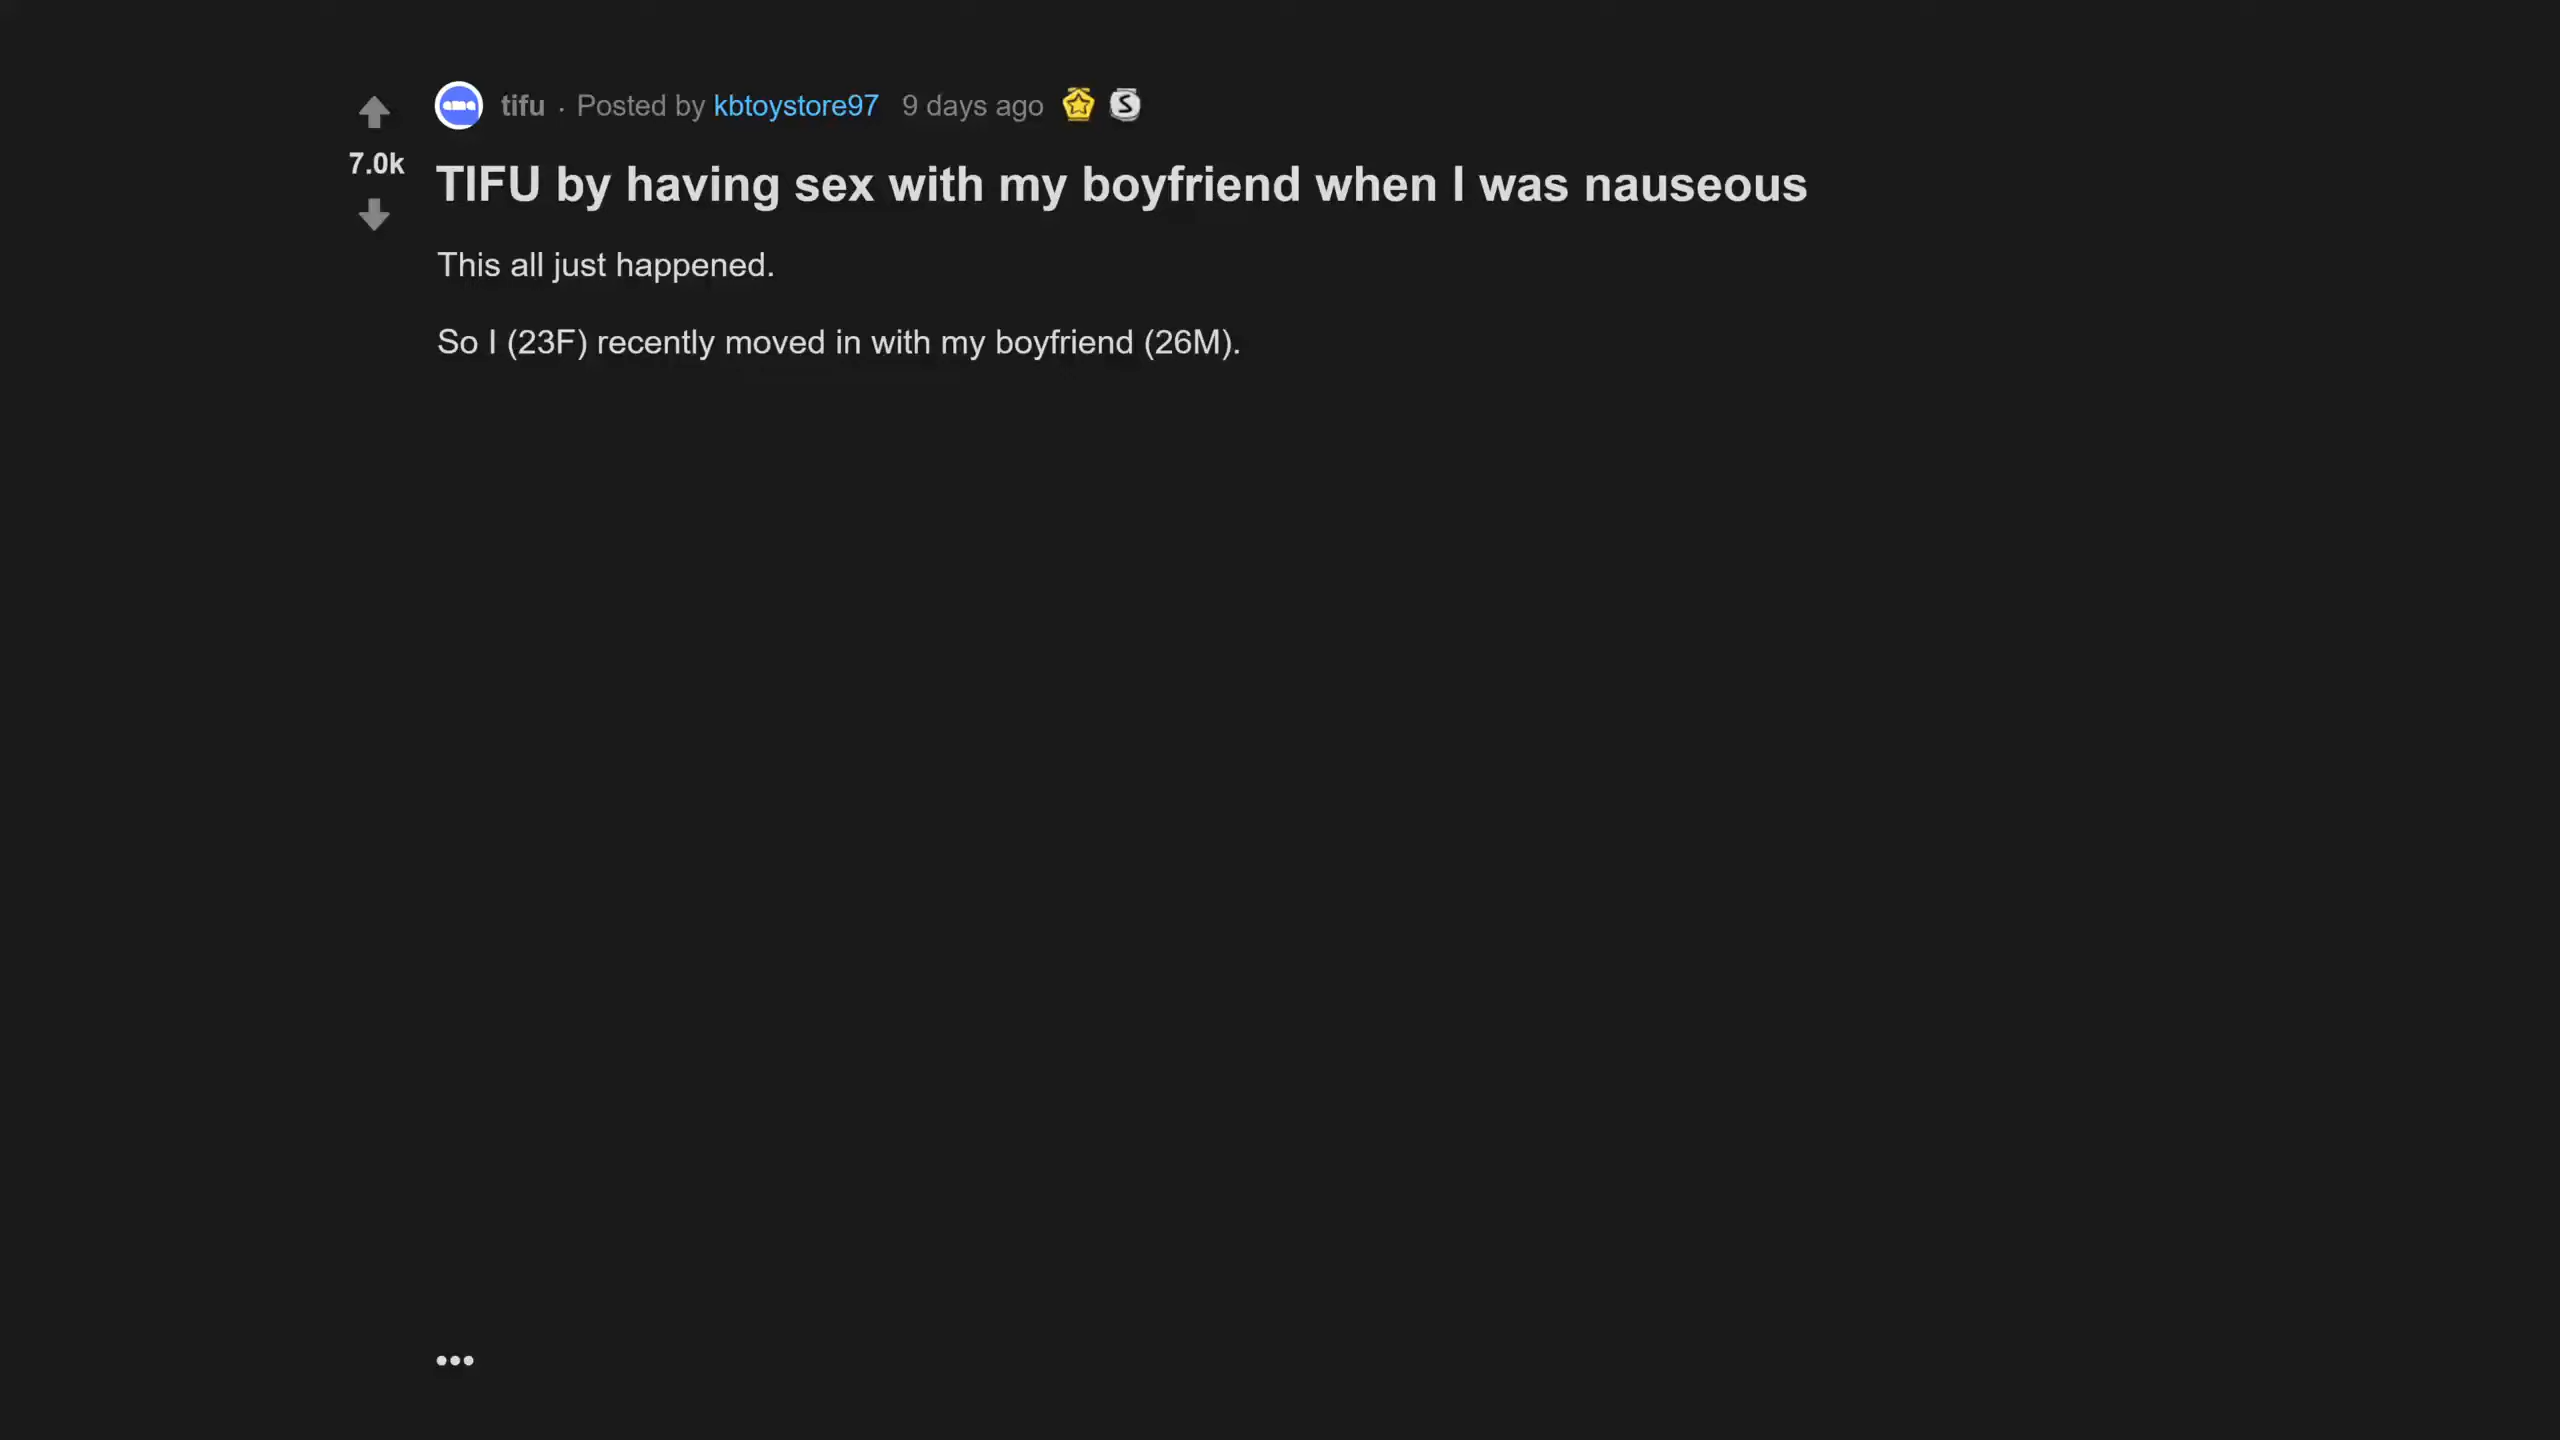 tifu · Posted by kbtoystore97 9 days ago
7.0k
TIFU by having sex with my boyfriend when I was nauseous
This all just happened.
So I (23F) recently moved in with my boyfriend (26M).
•••